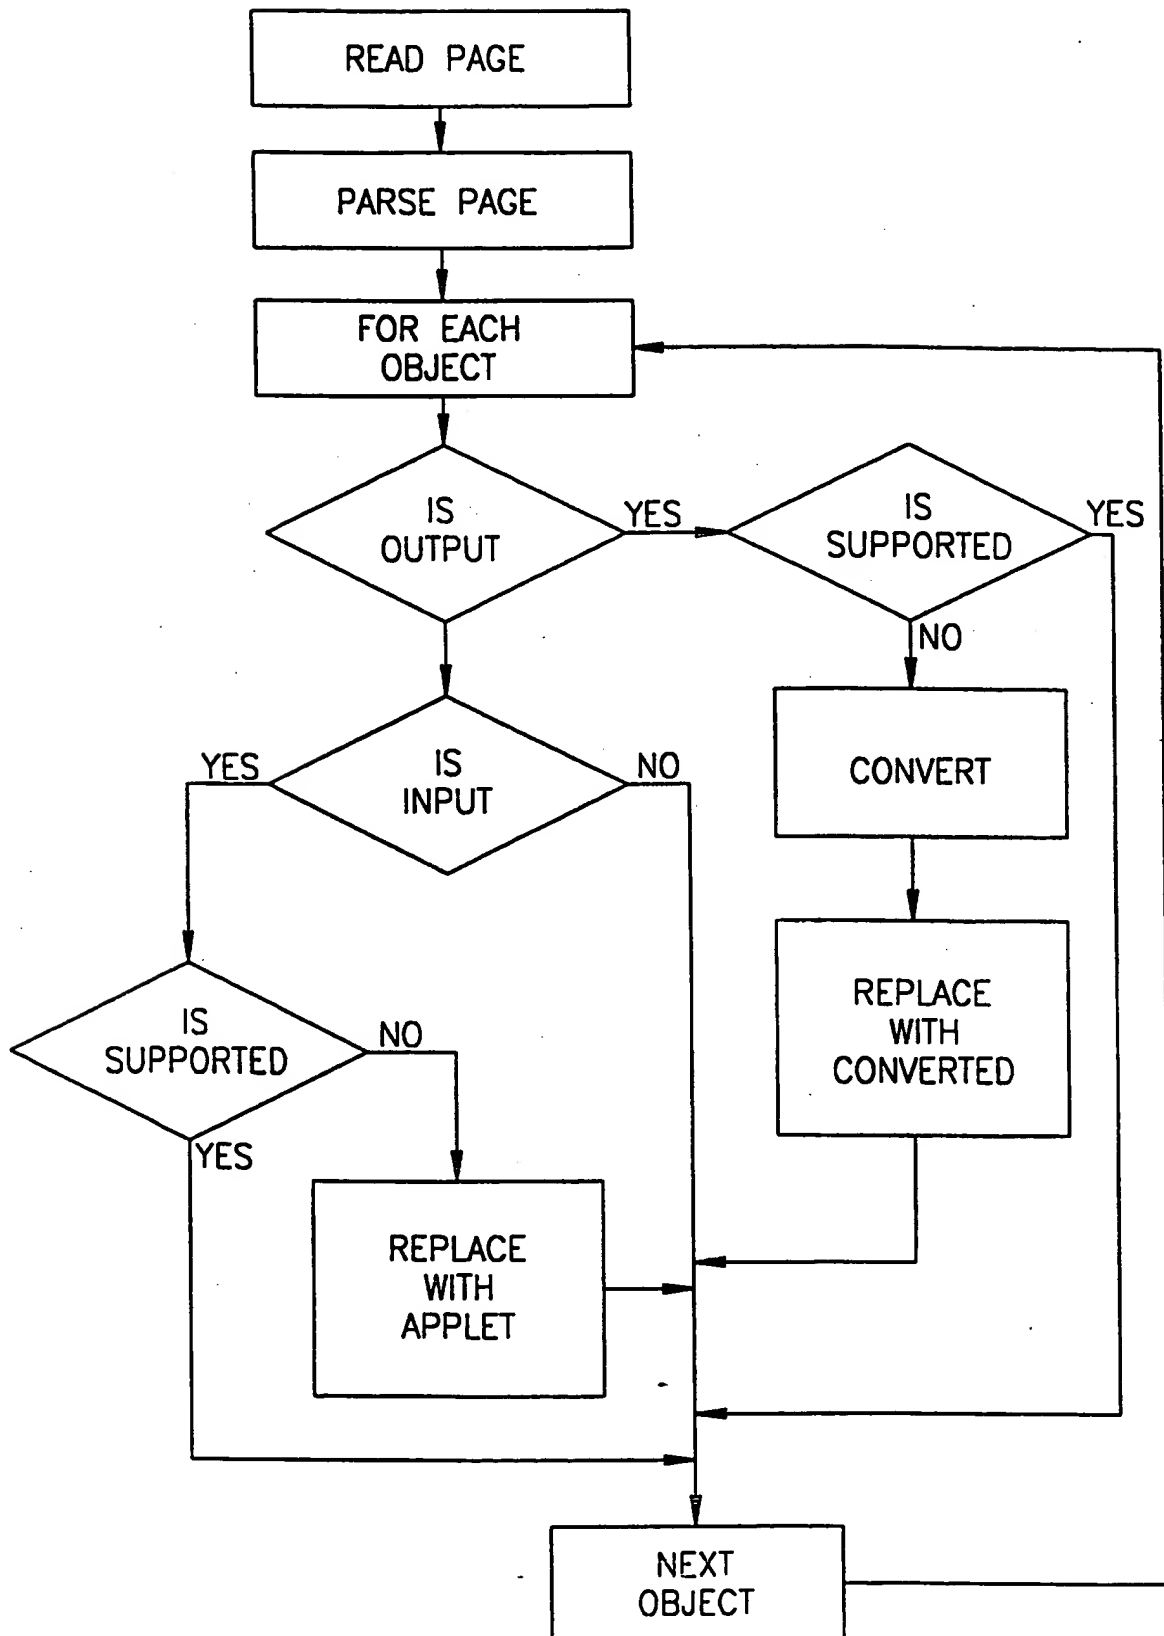 READ PAGE
PARSE PAGE
FOR EACH
OBJECT
IS
OUTPUT
YES
IS
SUPPORTED
YES
NO
CONVERT
REPLACE
WITH
CONVERTED
IS
INPUT
YES
NO
IS
SUPPORTED
NO
YES
REPLACE
WITH
APPLET
NEXT
OBJECT